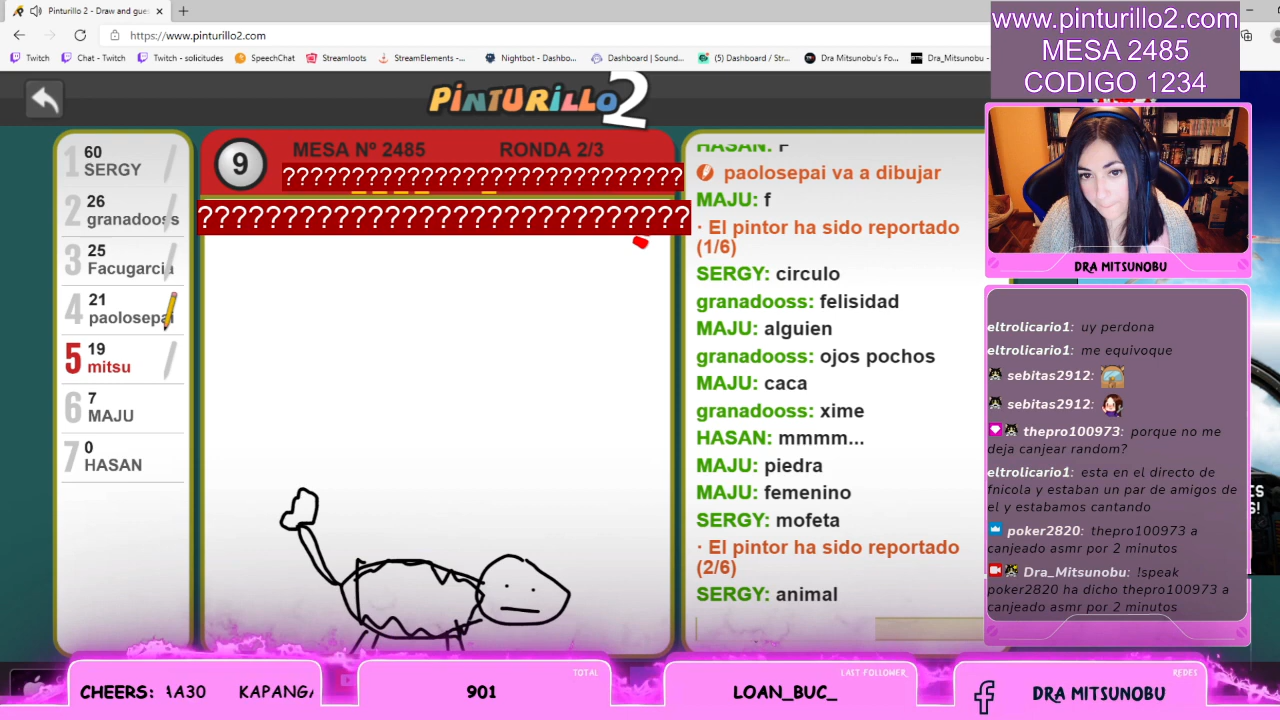 Pinturillo 2 - Draw and gues
https://www.pinturillo2.com
Twitch
Chat - Twitch
Twitch - solicitudes
SpeechChat
Streamloots
StreamElements -...
Nightbot - Dashbo...
Dashboard | Sound...
(5) Dashboard / Str...
Dra Mitsunobu's Fo...
Dra_Mitsunobu -
www.pinturillo2.com
MESA 2485
CODIGO 1234
PINTURILLO2
1 60 SERGY
2 26 granadooss
3 25 Facugarcia
4 21 paolosepai
5 19 mitsu
6 7 MAJU
7 0 HASAN
9
MESA Nº 2485
RONDA 2/3
????????????????????????????
?????????????????????????????
HASAN: F
paolosepai va a dibujar
MAJU: f
· El pintor ha sido reportado
(1/6)
SERGY: circulo
granadooss: felisidad
MAJU: alguien
granadooss: ojos pochos
MAJU: caca
granadooss: xime
HASAN: mmmm...
MAJU: piedra
MAJU: femenino
SERGY: mofeta
· El pintor ha sido reportado
(2/6)
SERGY: animal
DRA MITSUNOBU
eltrolicario1: uy perdona
eltrolicario1: me equivoque
sebitas2912:
sebitas2912:
thepro100973: porque no me
deja canjear random?
eltrolicario1: esta en el directo de
fnicola y estaban un par de amigos de
el y estabamos cantando
poker2820: thepro100973 a
canjeado asmr por 2 minutos
Dra_Mitsunobu: !speak
poker2820 ha dicho thepro100973 a
canjeado asmr por 2 minutos
CHEERS:
AA30
KAPANGA
TOTAL
901
LAST FOLLOWER_
LOAN_BUC_
REDES
DRA MITSUNOBU